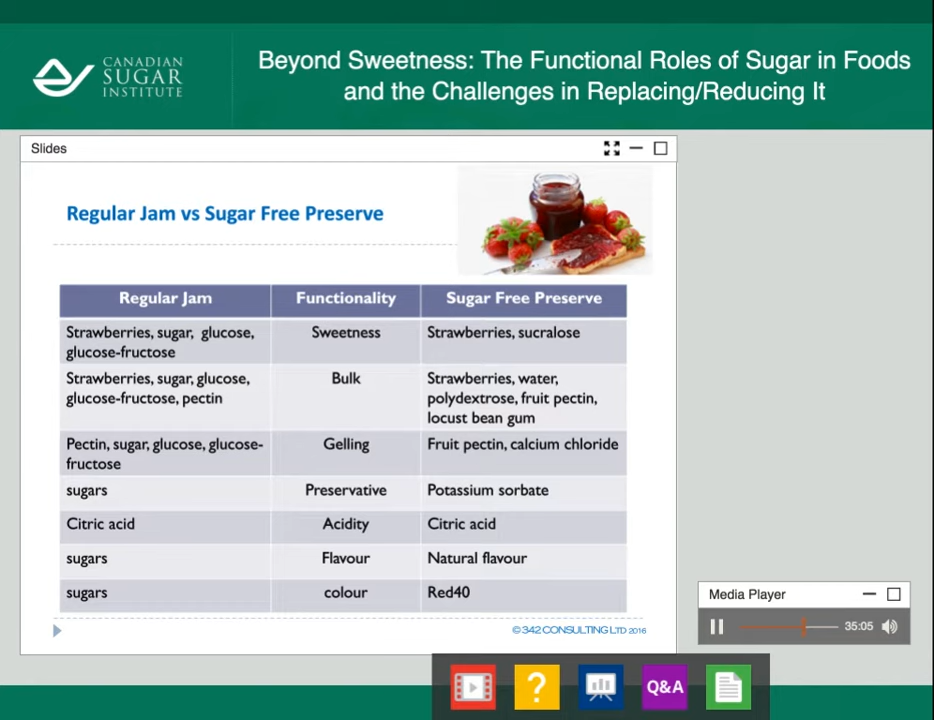 CANADIAN
SUGAR
INSTITUTE
Beyond Sweetness: The Functional Roles of Sugar in Foods
and the Challenges in Replacing/Reducing It
Slides
Regular Jam vs Sugar Free Preserve
Regular Jam Functionality Sugar Free Preserve
Strawberries, sugar, glucose, Sweetness Strawberries, sucralose
glucose-fructose
Strawberries, sugar, glucose, Bulk Strawberries, water,
glucose-fructose, pectin polydextrose, fruit pectin,
locust bean gum
Pectin, sugar, glucose, glucose- Gelling Fruit pectin, calcium chloride
fructose
sugars Preservative Potassium sorbate
Citric acid Acidity Citric acid
sugars Flavour Natural flavour
sugars colour Red40
© 342 CONSULTING LTD 2016
Media Player
35:05
?
Q&A